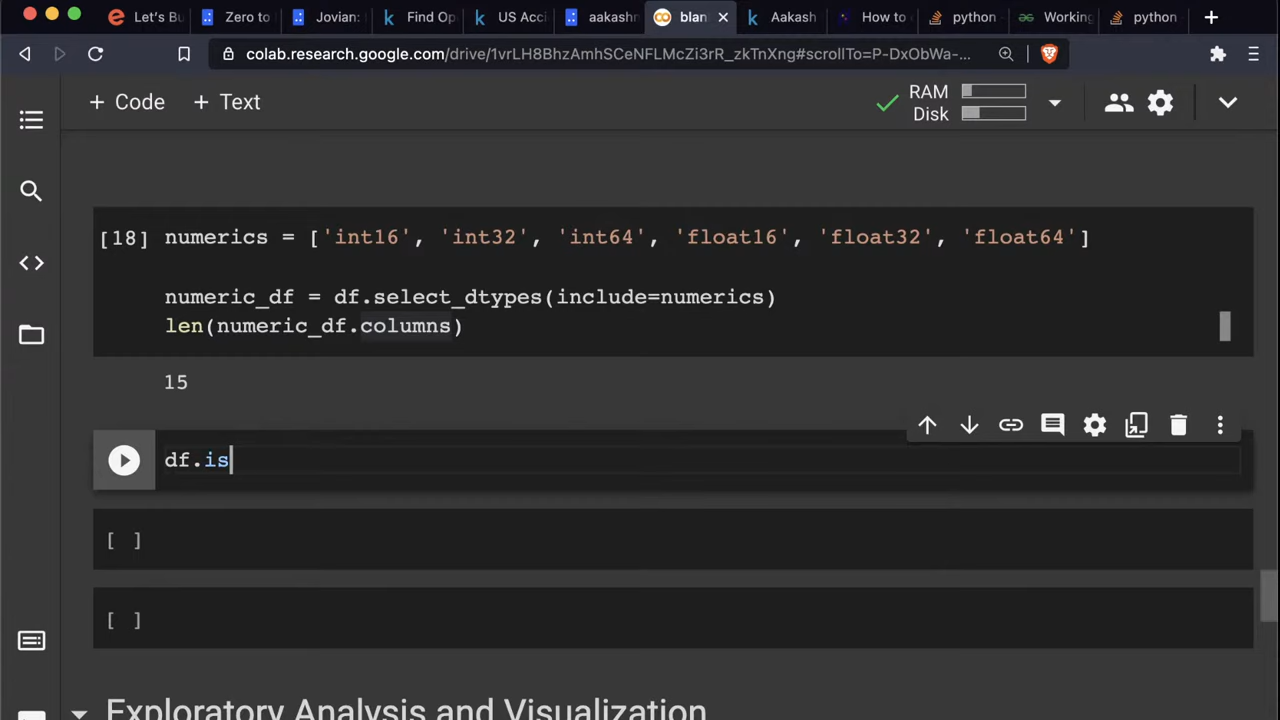 Let's Bu
Zero to
Jovian:
Find Op
US Acci
aakashn
blan
Aakash
How to
python
Working
python
colab.research.google.com/drive/1vrLH8BhzAmhSCeNFLMcZi3rR_zkTnXng#scrollTo=P-DxObWa-...
+ Code + Text
RAM
Disk
[18] numerics = ['int16', 'int32', 'int64', 'float16', 'float32', 'float64']
numeric_df = df.select_dtypes(include=numerics)
len(numeric_df.columns)
15
df.is
[ ]
[ ]
Exploratory Analysis and Visualization